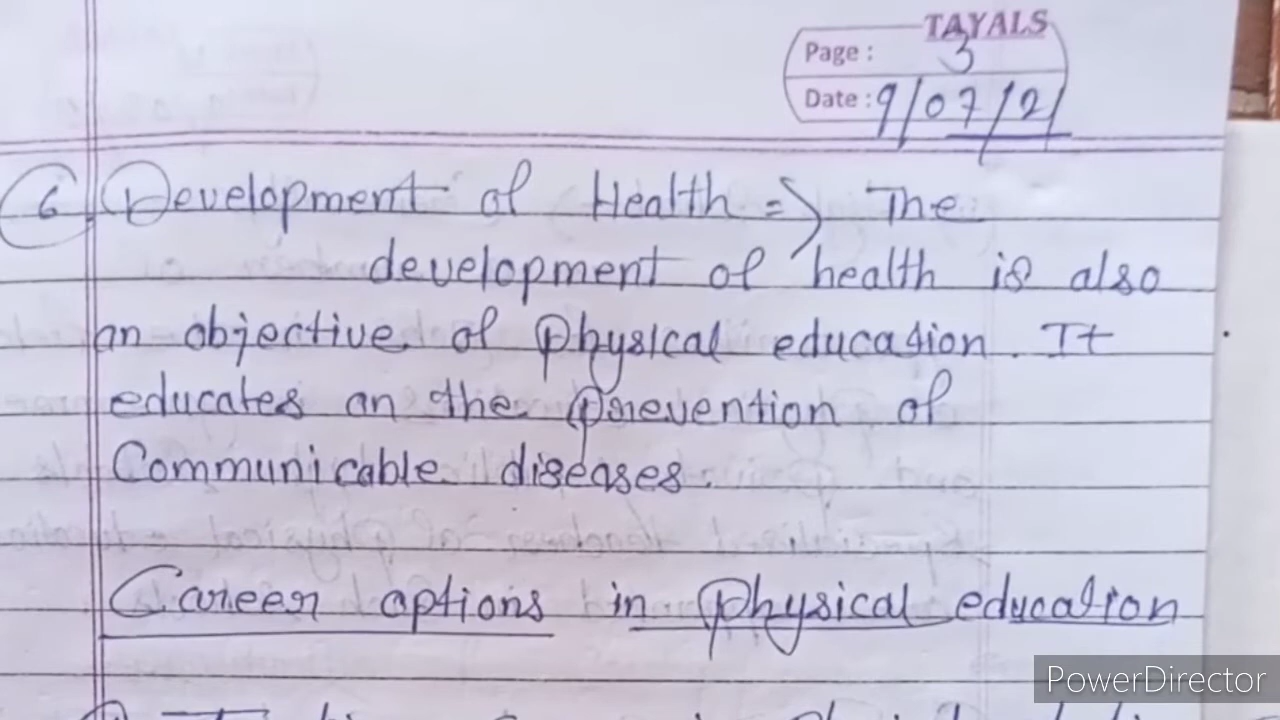 TAYALS
Page : 3
Date : 9/07/21
6. Development of Health => The
development of health is also
an objective of Physical education. It
educates an the Prevention of
Communicable diseases.
Career options in Physical education
PowerDirector